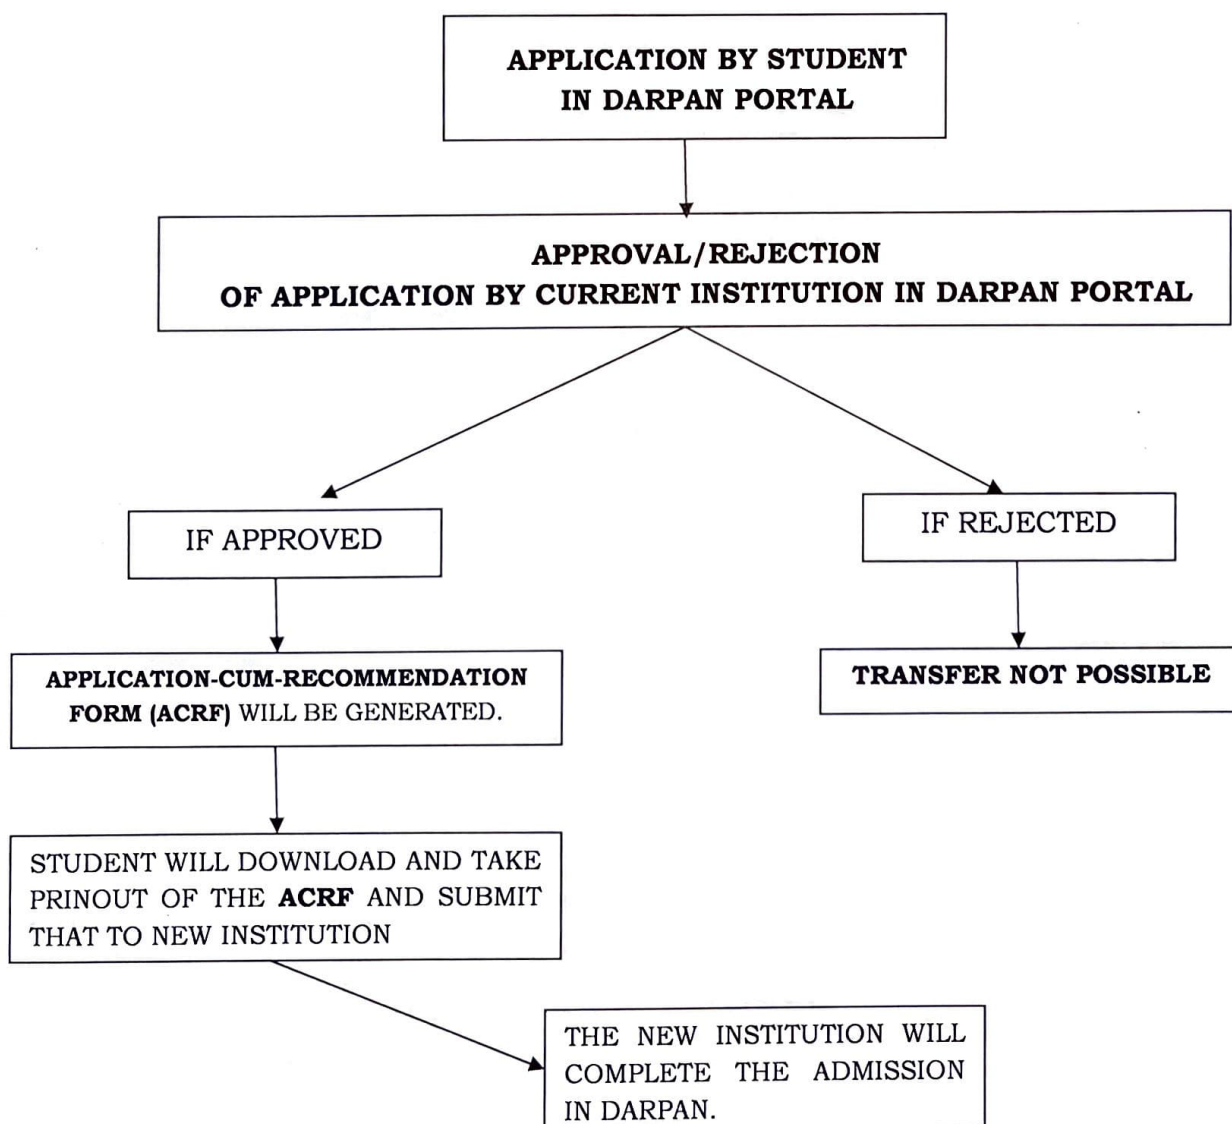 APPLICATION BY STUDENT
IN DARPAN PORTAL
APPROVAL/REJECTION
OF APPLICATION BY CURRENT INSTITUTION IN DARPAN PORTAL
IF APPROVED
IF REJECTED
APPLICATION-CUM-RECOMMENDATION
FORM (ACRF) WILL BE GENERATED.
TRANSFER NOT POSSIBLE
STUDENT WILL DOWNLOAD AND TAKE
PRINOUT OF THE ACRF AND SUBMIT
THAT TO NEW INSTITUTION
THE NEW INSTITUTION WILL
COMPLETE THE ADMISSION
IN DARPAN.